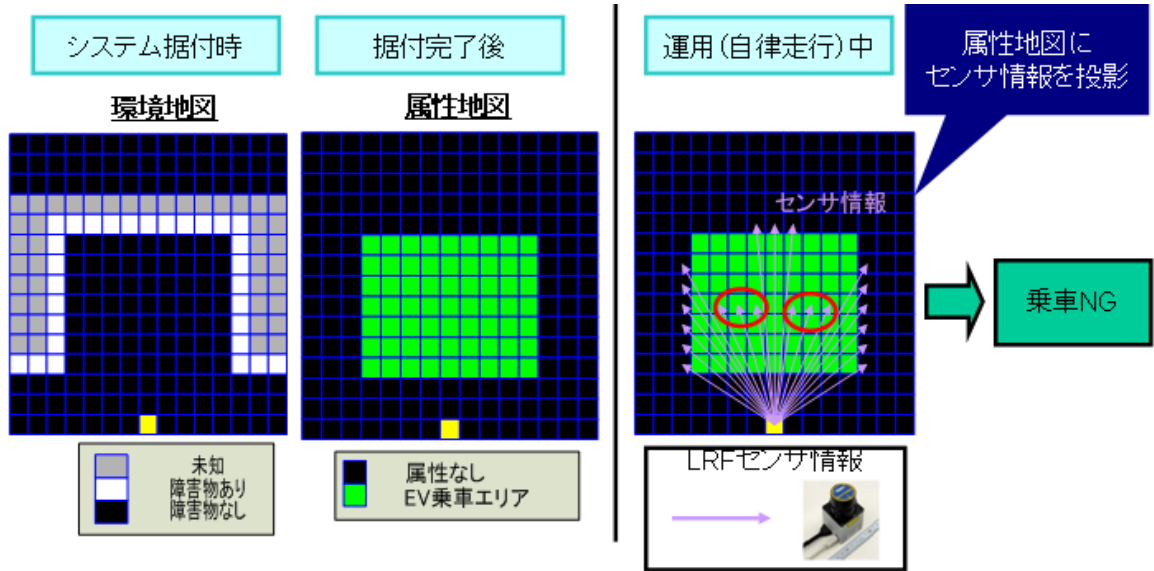 システム据付時
据付完了後
運用(自律走行)中
属性地図に
センサ情報を投影
環境地図
属性地図
センサ情報
乗車NG
未知
障害物あり
障害物なし
属性なし
EV乗車エリア
LRFセンサ情報